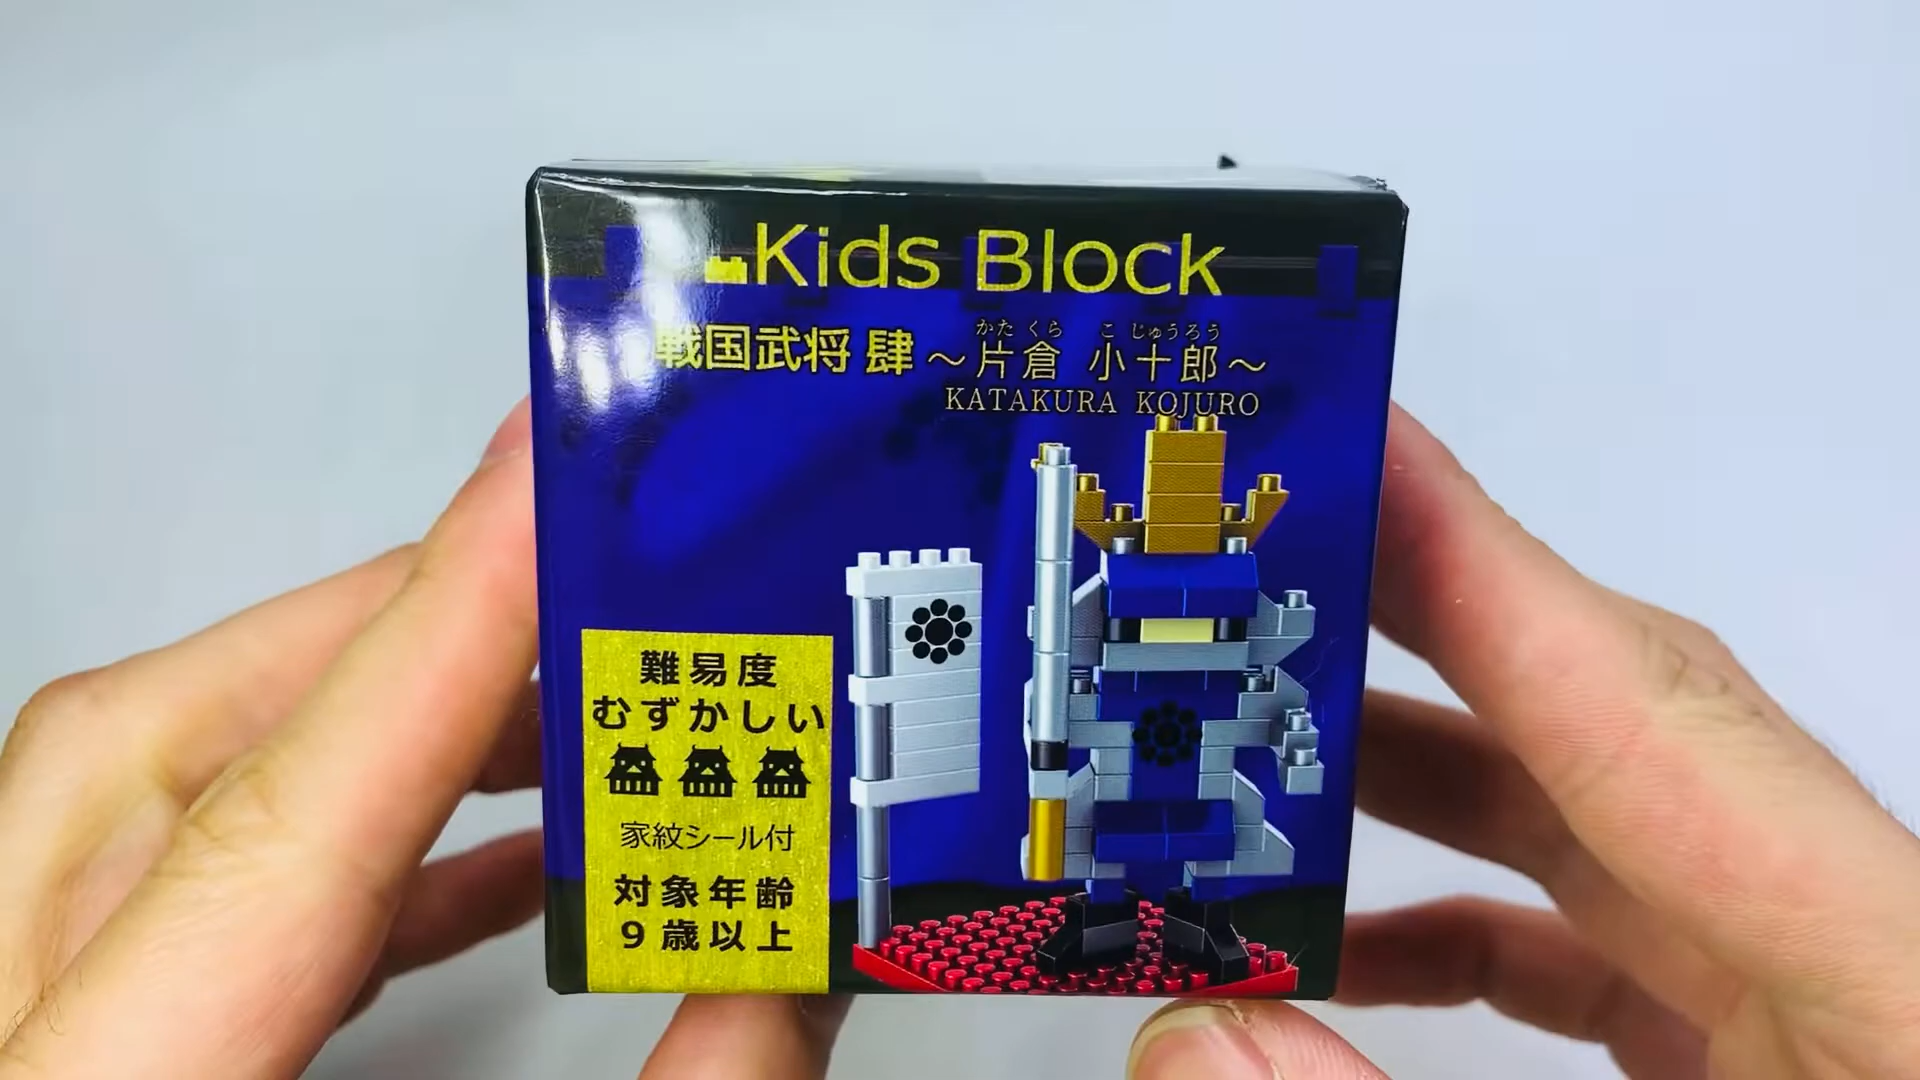 Kids Block
戦国武将 肆 ～片倉 小十郎～
かたくら こじゅうろう
KATAKURA KOJURO
難易度
むずかしい
家紋シール付
対象年齢
9歳以上